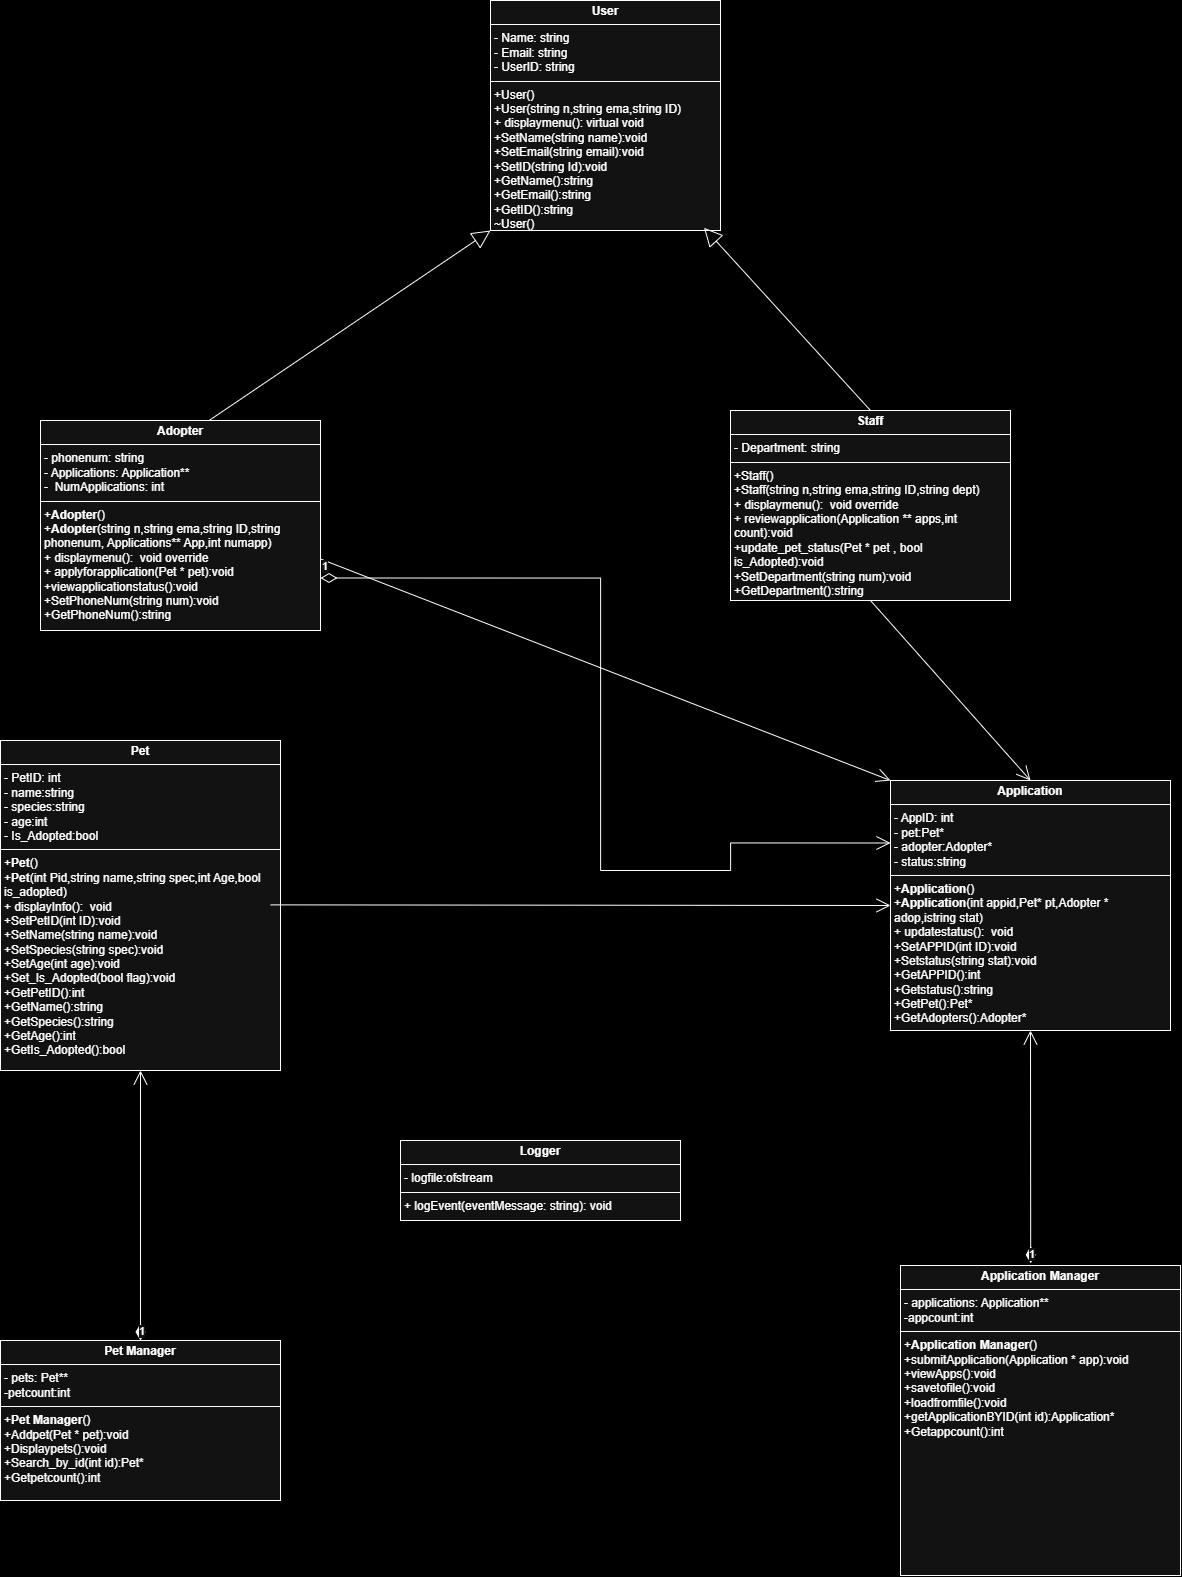 User
- Name: string
- Email: string
- UserID: string
+User()
+User(string n,string ema,string ID)
+ displaymenu(): virtual void
+SetName(string name):void
+SetEmail(string email):void
+SetID(string Id):void
+GetName():string
+GetEmail():string
+GetID():string
~User()
Adopter
- phonenum: string
- Applications: Application**
-  NumApplications: int
+Adopter()
+Adopter(string n,string ema,string ID,string
phonenum, Applications** App,int numapp)
+ displaymenu():  void override
+ applyforapplication(Pet * pet):void
+viewapplicationstatus():void
+SetPhoneNum(string num):void
+GetPhoneNum():string
1
Staff
- Department: string
+Staff()
+Staff(string n,string ema,string ID,string dept)
+ displaymenu():  void override
+ reviewapplication(Application ** apps,int
count):void
+update_pet_status(Pet * pet , bool
is_Adopted):void
+SetDepartment(string num):void
+GetDepartment():string
Pet
- PetID: int
- name:string
- species:string
- age:int
- Is_Adopted:bool
+Pet()
+Pet(int Pid,string name,string spec,int Age,bool
is_adopted)
+ displayInfo():  void
+SetPetID(int ID):void
+SetName(string name):void
+SetSpecies(string spec):void
+SetAge(int age):void
+Set_Is_Adopted(bool flag):void
+GetPetID():int
+GetName():string
+GetSpecies():string
+GetAge():int
+GetIs_Adopted():bool
Application
- AppID: int
- pet:Pet*
- adopter:Adopter*
- status:string
+Application()
+Application(int appid,Pet* pt,Adopter *
adop,istring stat)
+ updatestatus():  void
+SetAPPID(int ID):void
+Setstatus(string stat):void
+GetAPPID():int
+Getstatus():string
+GetPet():Pet*
+GetAdopters():Adopter*
Logger
- logfile:ofstream
+ logEvent(eventMessage: string): void
1
Pet Manager
- pets: Pet**
-petcount:int
+Pet Manager()
+Addpet(Pet * pet):void
+Displaypets():void
+Search_by_id(int id):Pet*
+Getpetcount():int
1
Application Manager
- applications: Application**
-appcount:int
+Application Manager()
+submitApplication(Application * app):void
+viewApps():void
+savetofile():void
+loadfromfile():void
+getApplicationBYID(int id):Application*
+Getappcount():int